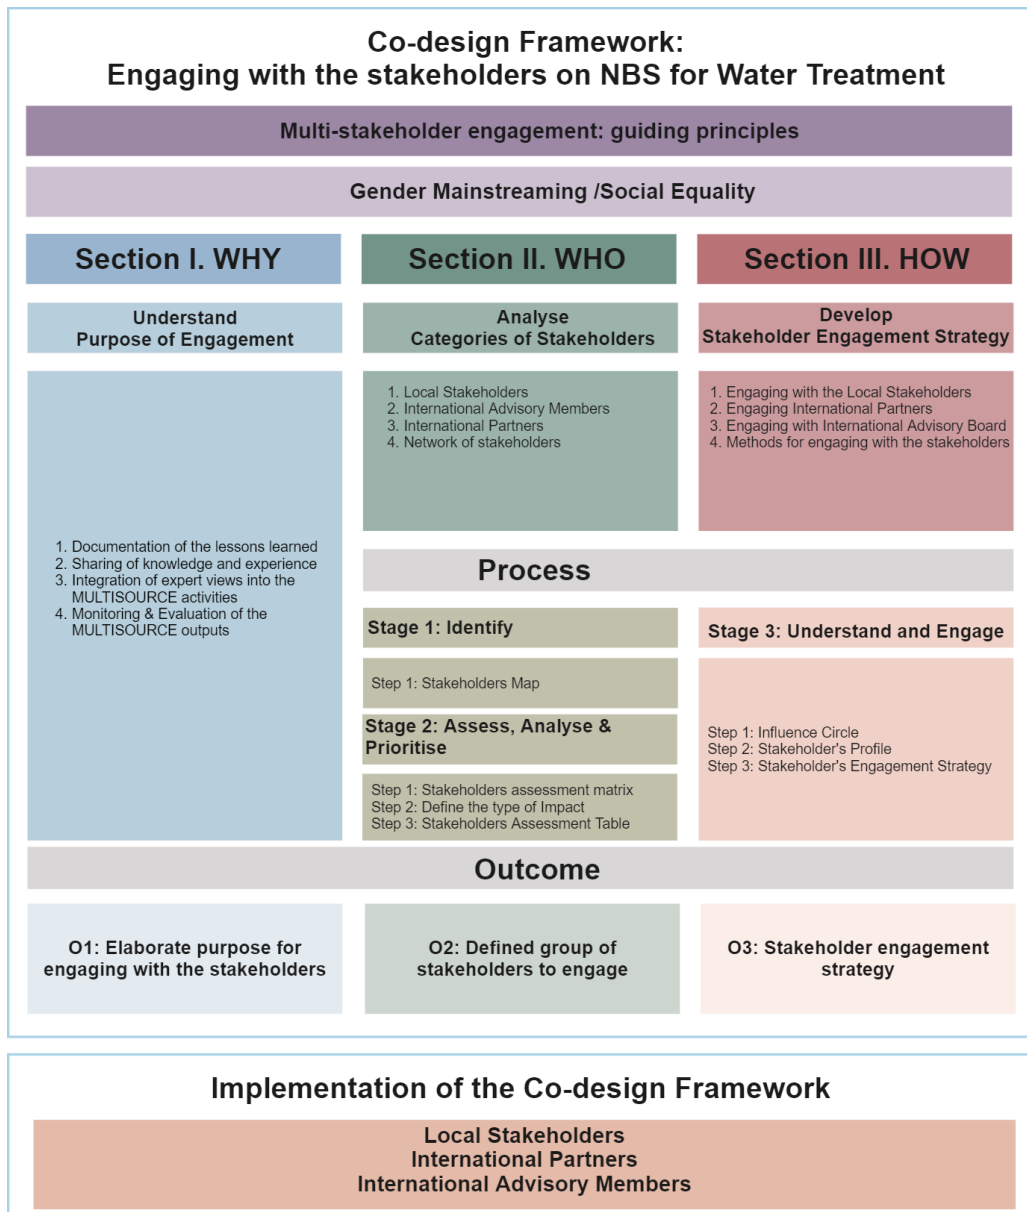 Co-design Framework:
Engaging with the stakeholders on NBS for Water Treatment
Multi-stakeholder engagement: guiding principles
Gender Mainstreaming /Social Equality
Section I. WHY
Understand
Purpose of Engagement
1. Documentation of the lessons learned
2. Sharing of knowledge and experience
3. Integration of expert views into the
MULTISOURCE activities
4. Monitoring & Evaluation of the
MULTISOURCE outputs
Section II. WHO
Analyse
Categories of Stakeholders
1. Local Stakeholders
2. International Advisory Members
3. International Partners
4. Network of stakeholders
Section III. HOW
Develop
Stakeholder Engagement Strategy
1. Engaging with the Local Stakeholders
2. Engaging International Partners
3. Engaging with International Advisory Board
4. Methods for engaging with the stakeholders
Process
Stage 1: Identify
Step 1: Stakeholders Map
Stage 2: Assess, Analyse &
Prioritise
Step 1: Stakeholders assessment matrix
Step 2: Define the type of Impact
Step 3: Stakeholders Assessment Table
Stage 3: Understand and Engage
Step 1: Influence Circle
Step 2: Stakeholder's Profile
Step 3: Stakeholder's Engagement Strategy
Outcome
O1: Elaborate purpose for
engaging with the stakeholders
O2: Defined group of
stakeholders to engage
O3: Stakeholder engagement
strategy
Implementation of the Co-design Framework
Local Stakeholders
International Partners
International Advisory Members